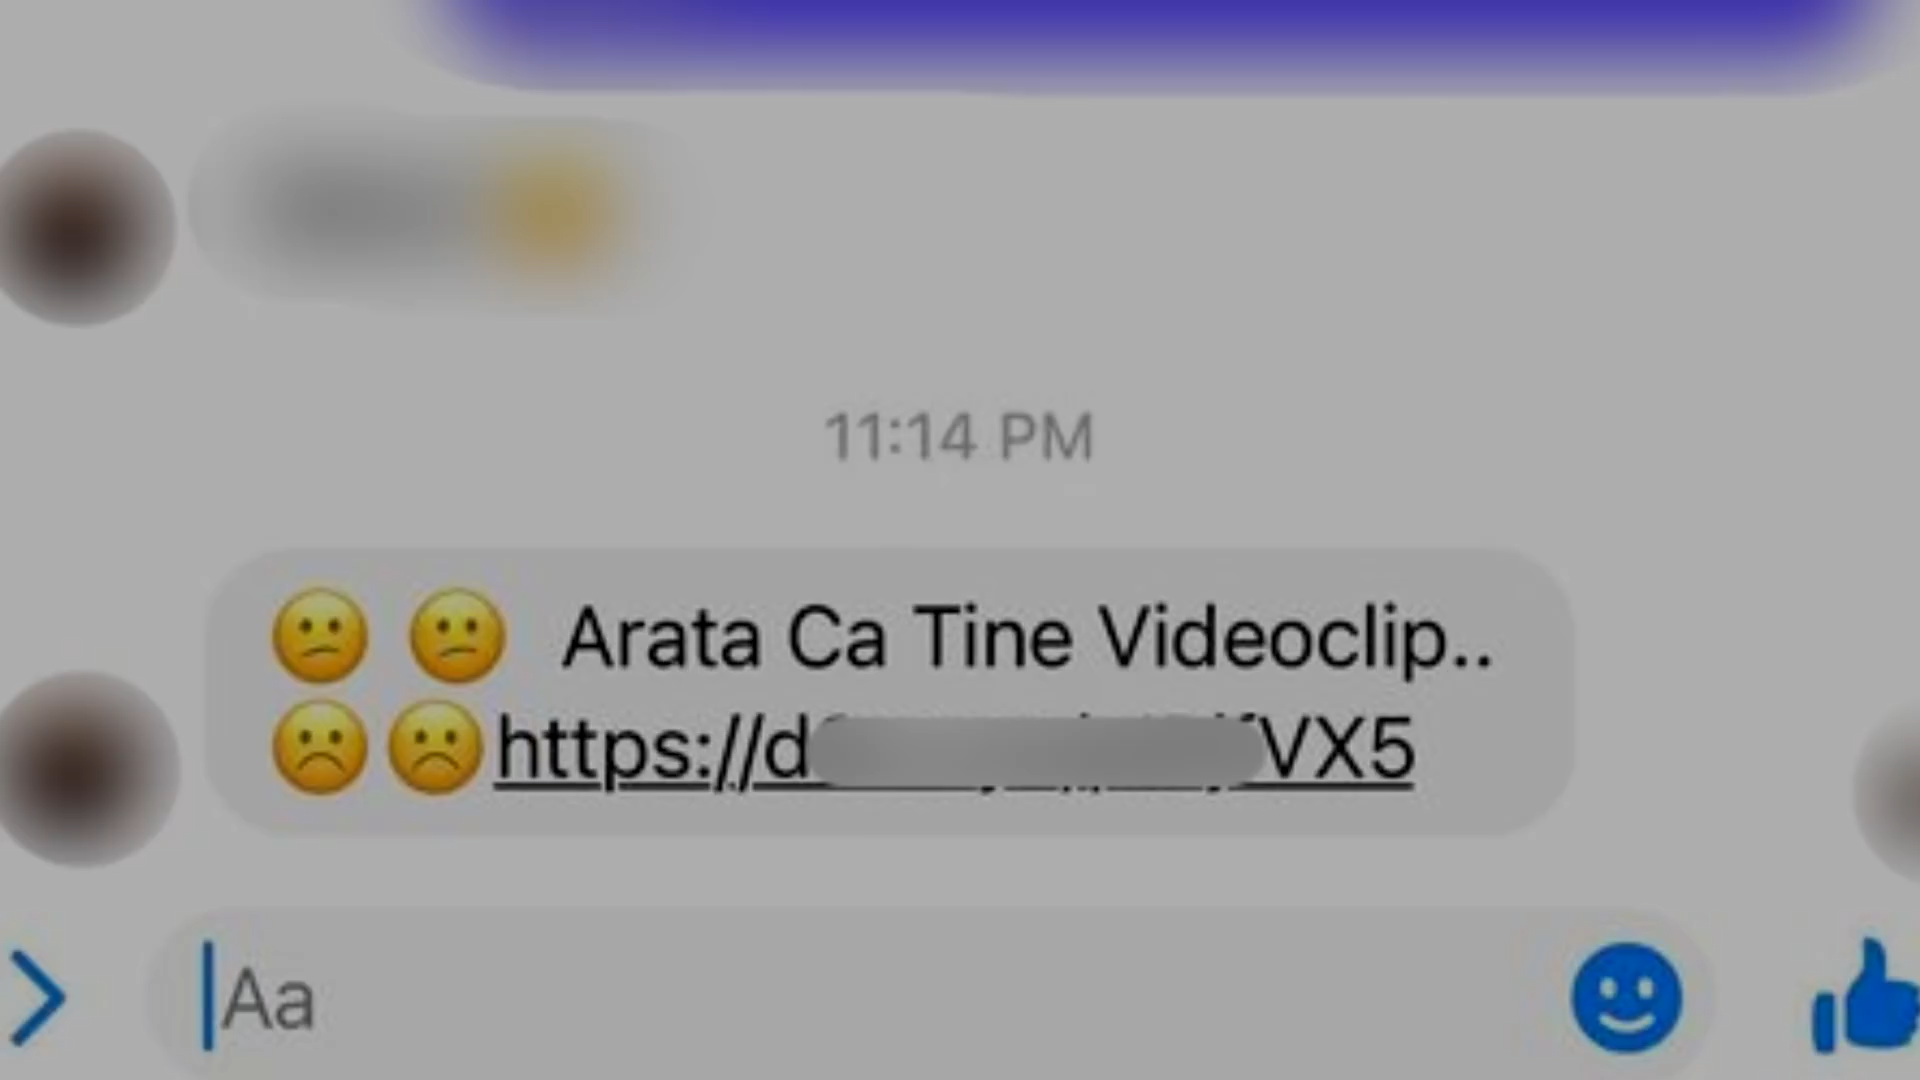 11:14 PM
😕 😕 Arata Ca Tine Videoclip..
☹️☹️https://d VX5
Aa